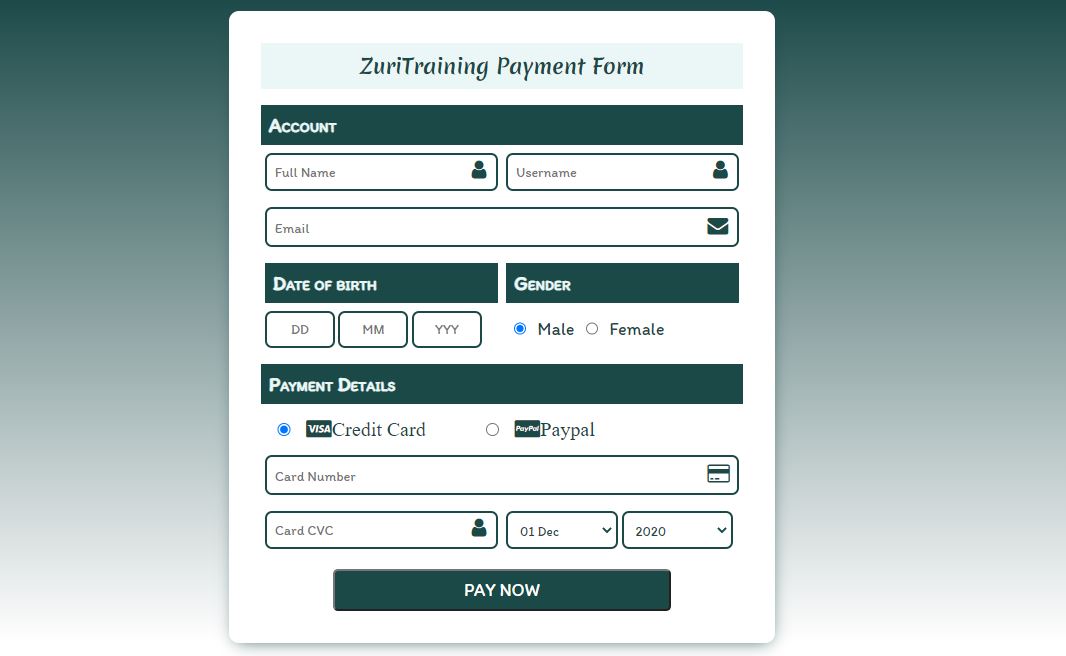 ZuriTraining Payment Form
Account
Full Name Username
Email
Date of birth Gender
DD MM YYY Male Female
Payment Details
VISA Credit Card PayPal Paypal
Card Number
Card CVC 01 Dec 2020
PAY NOW